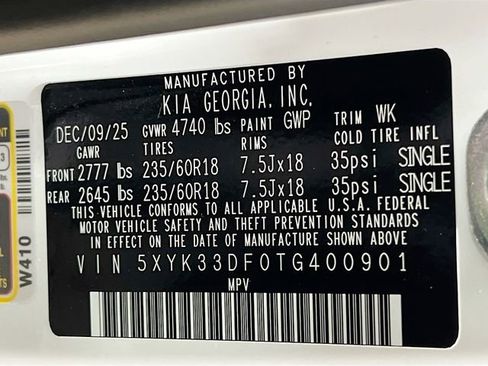 MANUFACTURED BY
KIA GEORGIA, INC.
DEC/09/25 GVWR 4740 lbs PAINT GWP TRIM WK
GAWR TIRES RIMS COLD TIRE INFL
FRONT 2777 lbs 235/60R18 7.5Jx18 35psi SINGLE
REAR 2645 lbs 235/60R18 7.5Jx18 35psi SINGLE
THIS VEHICLE CONFORMS TO ALL APPLICABLE U.S.A. FEDERAL
MOTOR VEHICLE SAFETY AND THEFT PREVENTION STANDARDS
IN EFFECT ON THE DATE OF MANUFACTURE SHOWN ABOVE
VIN 5XYK33DF0TG400901
MPV
W410